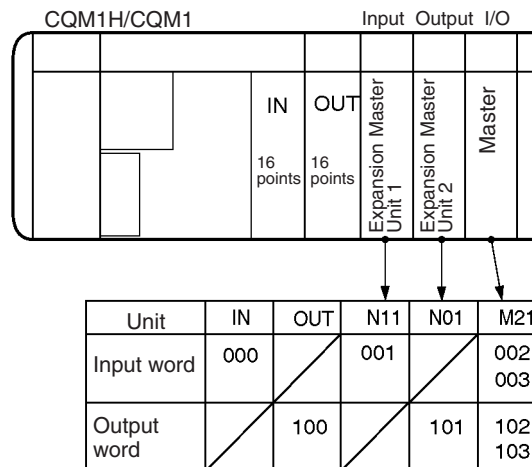 CQM1H/CQM1
Input Output I/O
IN OUT
16 points
16 points
Expansion Master Unit 1
Expansion Master Unit 2
Master
Unit IN OUT N11 N01 M21
Input word 000 001 002
003
Output word 100 101 102
103